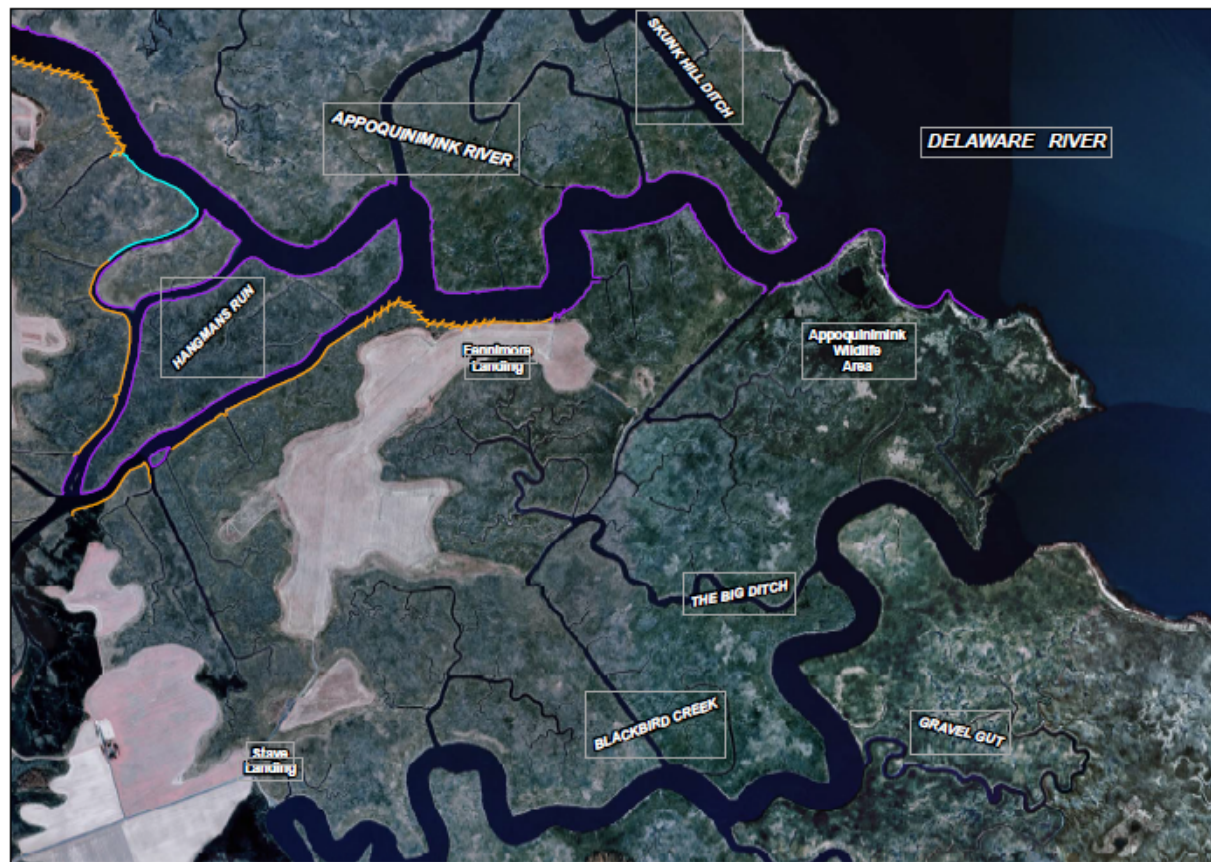 SKUNK HILL DITCH
APPOQUINIMINK RIVER
DELAWARE RIVER
HANGMANS RUN
Appoquinimink
Wildlife
Area
Fennimore
Landing
THE BIG DITCH
BLACKBIRD CREEK
GRAVEL GUT
Stave
Landing